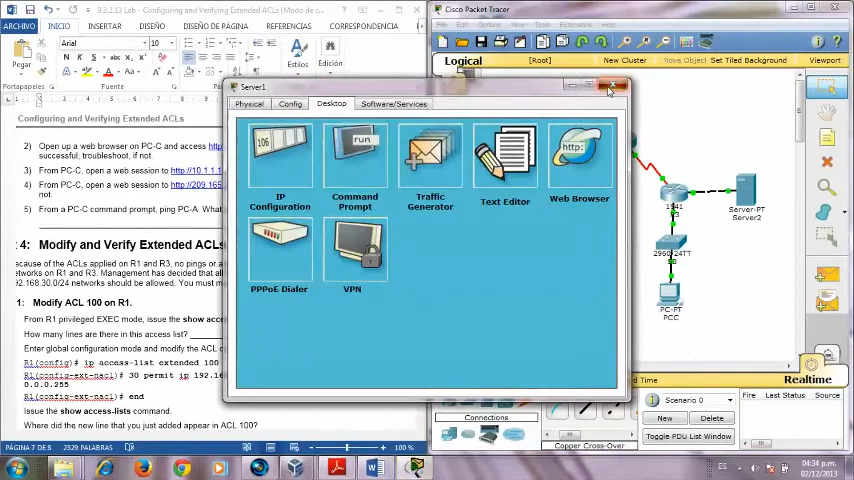 9.3.2.13 Lab - Configuring and Verifying Extended ACLs [Modo de c
ARCHIVO INICIO INSERTAR DISEÑO DISEÑO DE PÁGINA REFERENCIAS CORRESPONDENCIA
Pegar
Arial 10
Estilos
Edición
Configuring and Verifying Extended ACLs
2) Open up a web browser on PC-C and access
successful; troubleshoot, if not.
3) From PC-C, open a web session to http://10.1.1.
4) From PC-C, open a web session to http://209.165
5) From a PC-C command prompt, ping PC-A. What
4: Modify and Verify Extended ACLs
ecause of the ACLs applied on R1 and R3, no pings or a
etworks on R1 and R3. Management has decided that all
92.168.30.0/24 networks should be allowed. You must m
1: Modify ACL 100 on R1.
From R1 privileged EXEC mode, issue the show acce
How many lines are there in this access list?
Enter global configuration mode and modify the ACL
R1(config)# ip access-list extended 100
R1(config-ext-nacl)# 30 permit ip 192.16
0.0.0.255
R1(config-ext-nacl)# end
Issue the show access-lists command.
Where did the new line that you just added appear in ACL 100?
PÁGINA 7 DE 8 2329 PALABRAS 100 %
Cisco Packet Tracer
File Edit Options View Tools Extensions Help
Logical [Root] New Cluster Move Object Set Tiled Background Viewport
Server1
Physical Config Desktop Software/Services
106
run
http:
IP Configuration
Command Prompt
Traffic Generator
Text Editor
Web Browser
PPPoE Dialer
VPN
1941
Server-PT
Server2
2960-24TT
PC-PT
PCC
Realtime
Scenario 0
New Delete
Toggle PDU List Window
Fire Last Status Source
Connections
Copper Cross-Over
ES
04:34 p.m.
02/12/2013